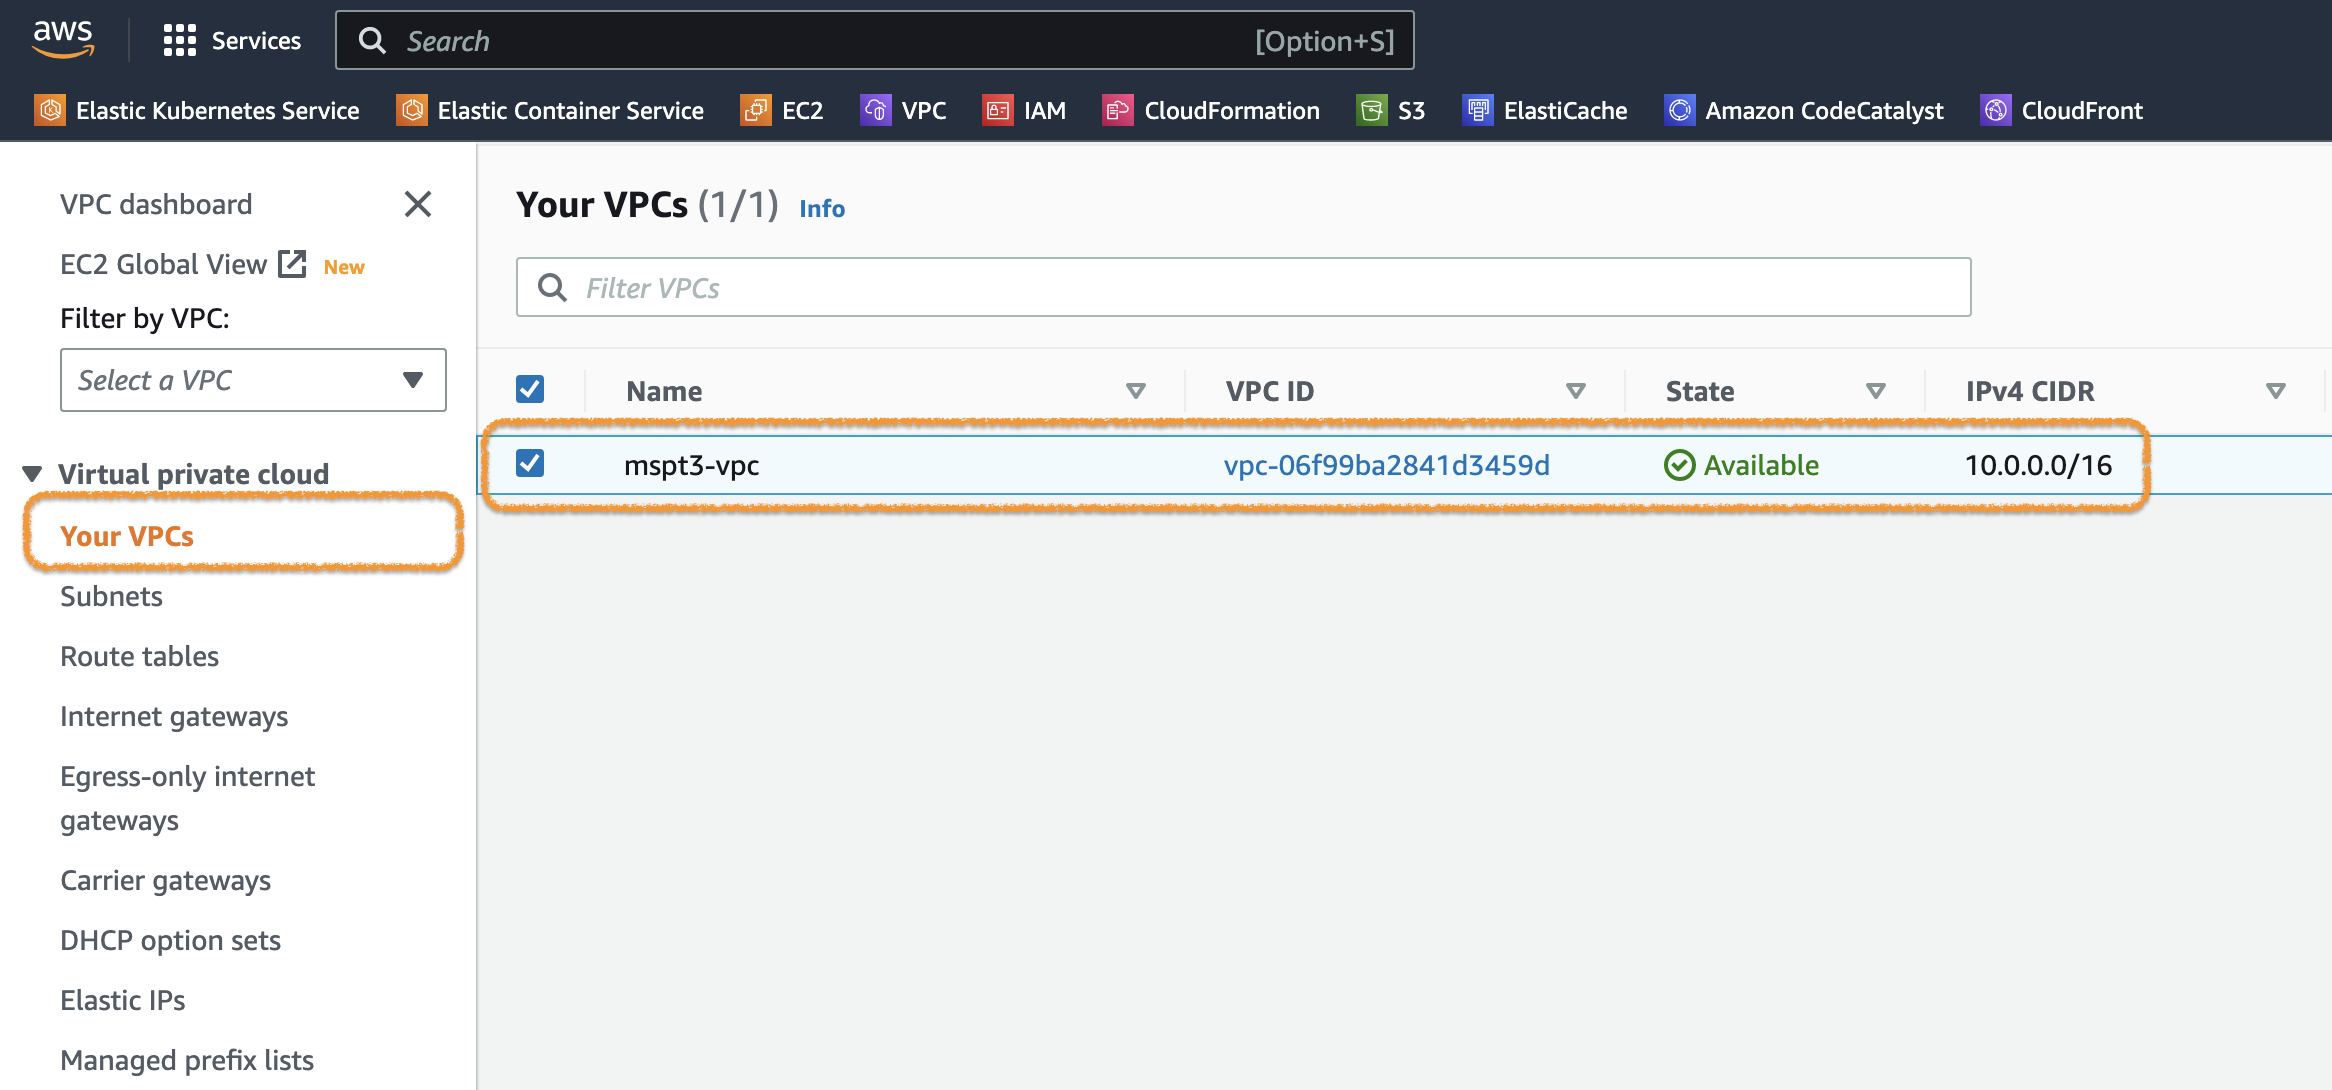 aws Services Search [Option+S]
Elastic Kubernetes Service Elastic Container Service EC2 VPC IAM CloudFormation S3 ElastiCache Amazon CodeCatalyst CloudFront
VPC dashboard
EC2 Global View New
Filter by VPC:
Select a VPC
Virtual private cloud
Your VPCs
Subnets
Route tables
Internet gateways
Egress-only internet
gateways
Carrier gateways
DHCP option sets
Elastic IPs
Managed prefix lists
Your VPCs (1/1) Info
Filter VPCs
Name VPC ID State IPv4 CIDR
mspt3-vpc vpc-06f99ba2841d3459d Available 10.0.0.0/16